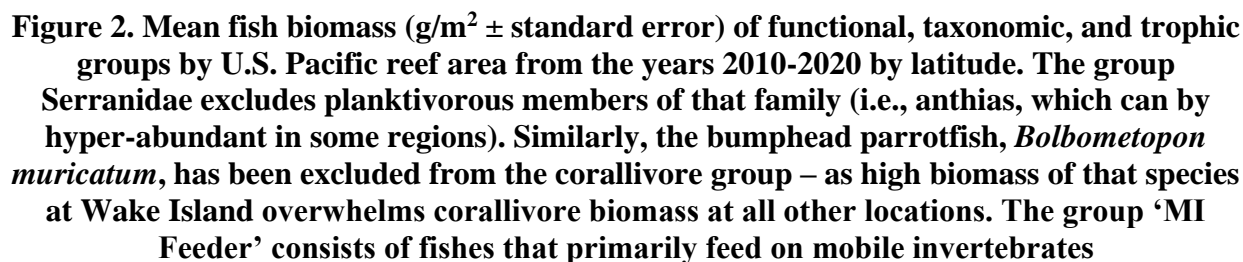 Figure 2. Mean fish biomass (g/m² ± standard error) of functional, taxonomic, and trophic
groups by U.S. Pacific reef area from the years 2010-2020 by latitude. The group
Serranidae excludes planktivorous members of that family (i.e., anthias, which can by
hyper-abundant in some regions). Similarly, the bumphead parrotfish, Bolbometopon
muricatum, has been excluded from the corallivore group – as high biomass of that species
at Wake Island overwhelms corallivore biomass at all other locations. The group ‘MI
Feeder’ consists of fishes that primarily feed on mobile invertebrates